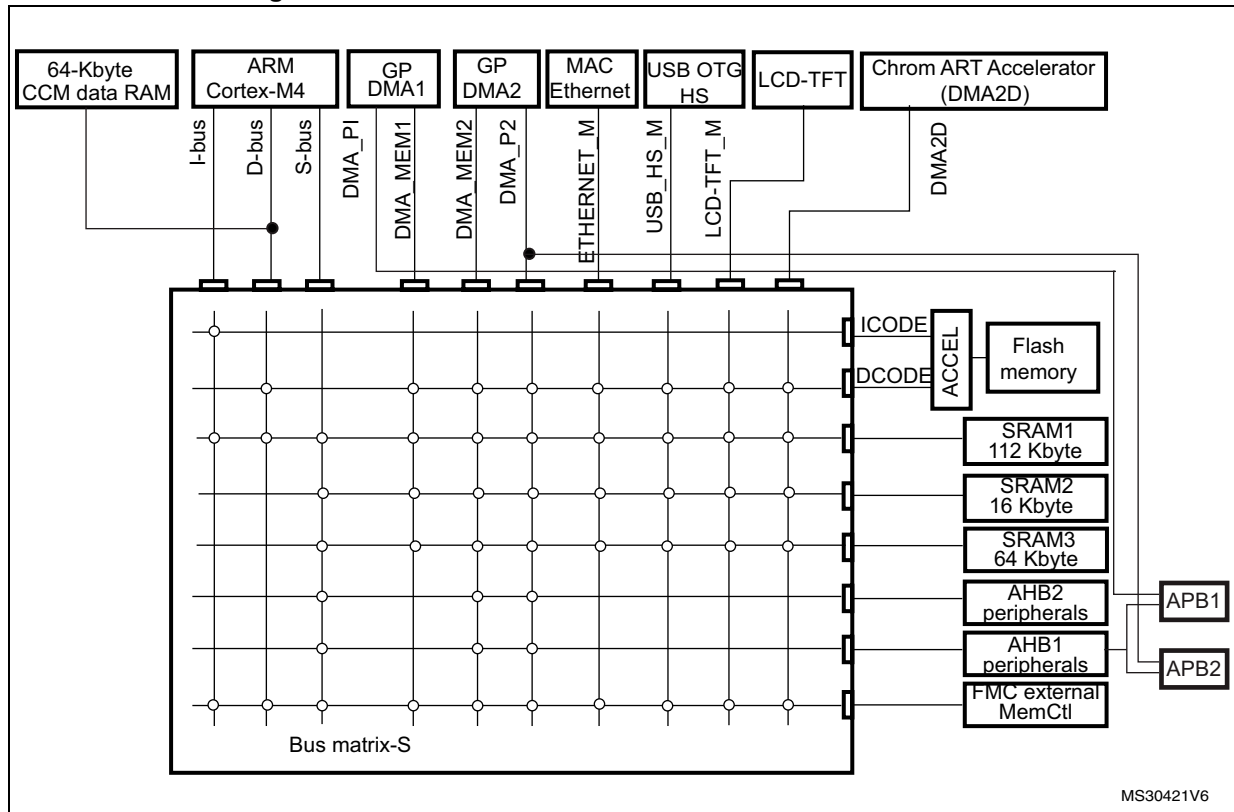 64-Kbyte
CCM data RAM
ARM
Cortex-M4
GP
DMA1
GP
DMA2
MAC
Ethernet
USB OTG
HS
LCD-TFT
Chrom ART Accelerator
(DMA2D)
I-bus
D-bus
S-bus
DMA_PI
DMA_MEM1
DMA_MEM2
DMA_P2
ETHERNET_M
USB_HS_M
LCD-TFT_M
DMA2D
ICODE
DCODE
ACCEL
Flash
memory
SRAM1
112 Kbyte
SRAM2
16 Kbyte
SRAM3
64 Kbyte
AHB2
peripherals
AHB1
peripherals
FMC external
MemCtl
APB1
APB2
Bus matrix-S
MS30421V6